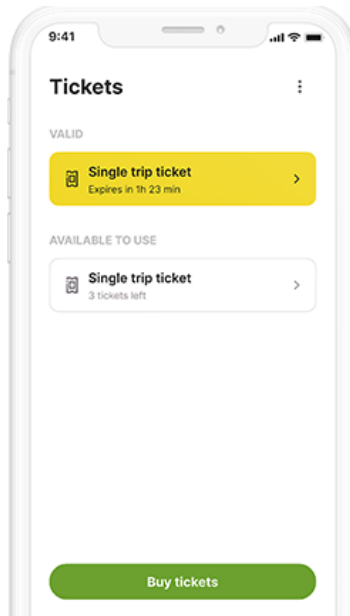 9:41
Tickets
VALID
Single trip ticket
Expires in 1h 23 min
AVAILABLE TO USE
Single trip ticket
3 tickets left
Buy tickets